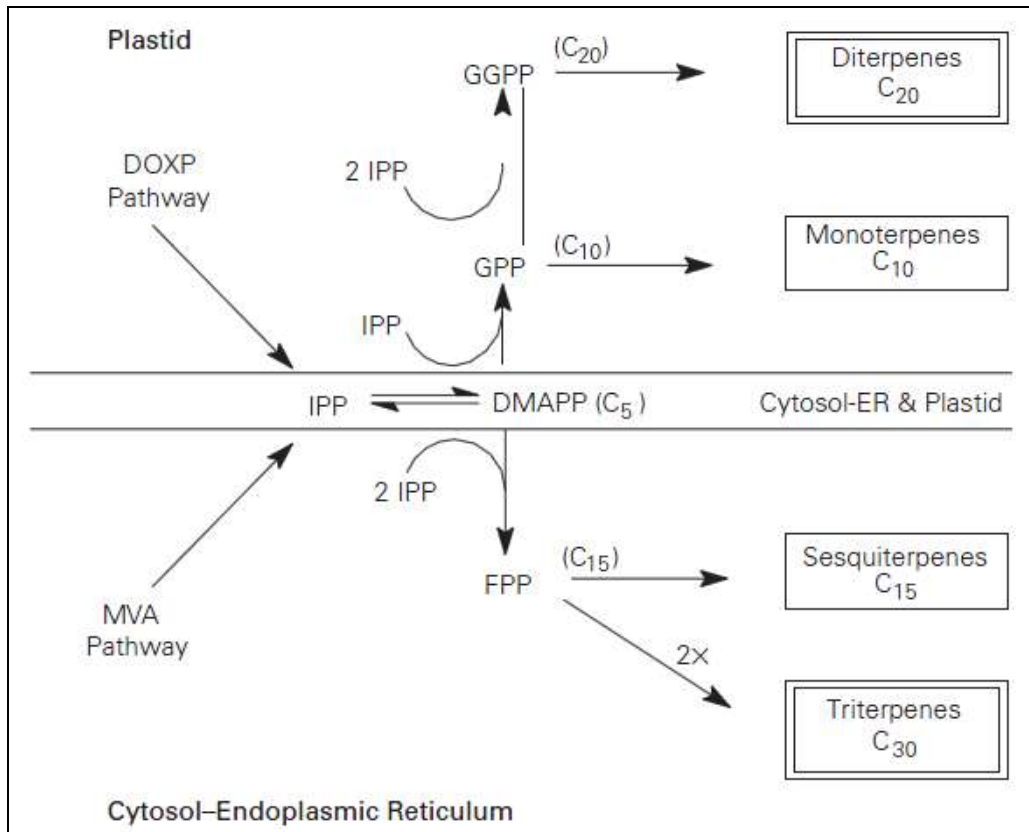 Plastid
(C20)
GGPP
Diterpenes
C20
2 IPP
DOXP
Pathway
(C10)
GPP
Monoterpenes
C10
IPP
IPP
DMAPP (C5)
Cytosol-ER & Plastid
2 IPP
(C15)
FPP
Sesquiterpenes
C15
MVA
Pathway
2×
Triterpenes
C30
Cytosol–Endoplasmic Reticulum